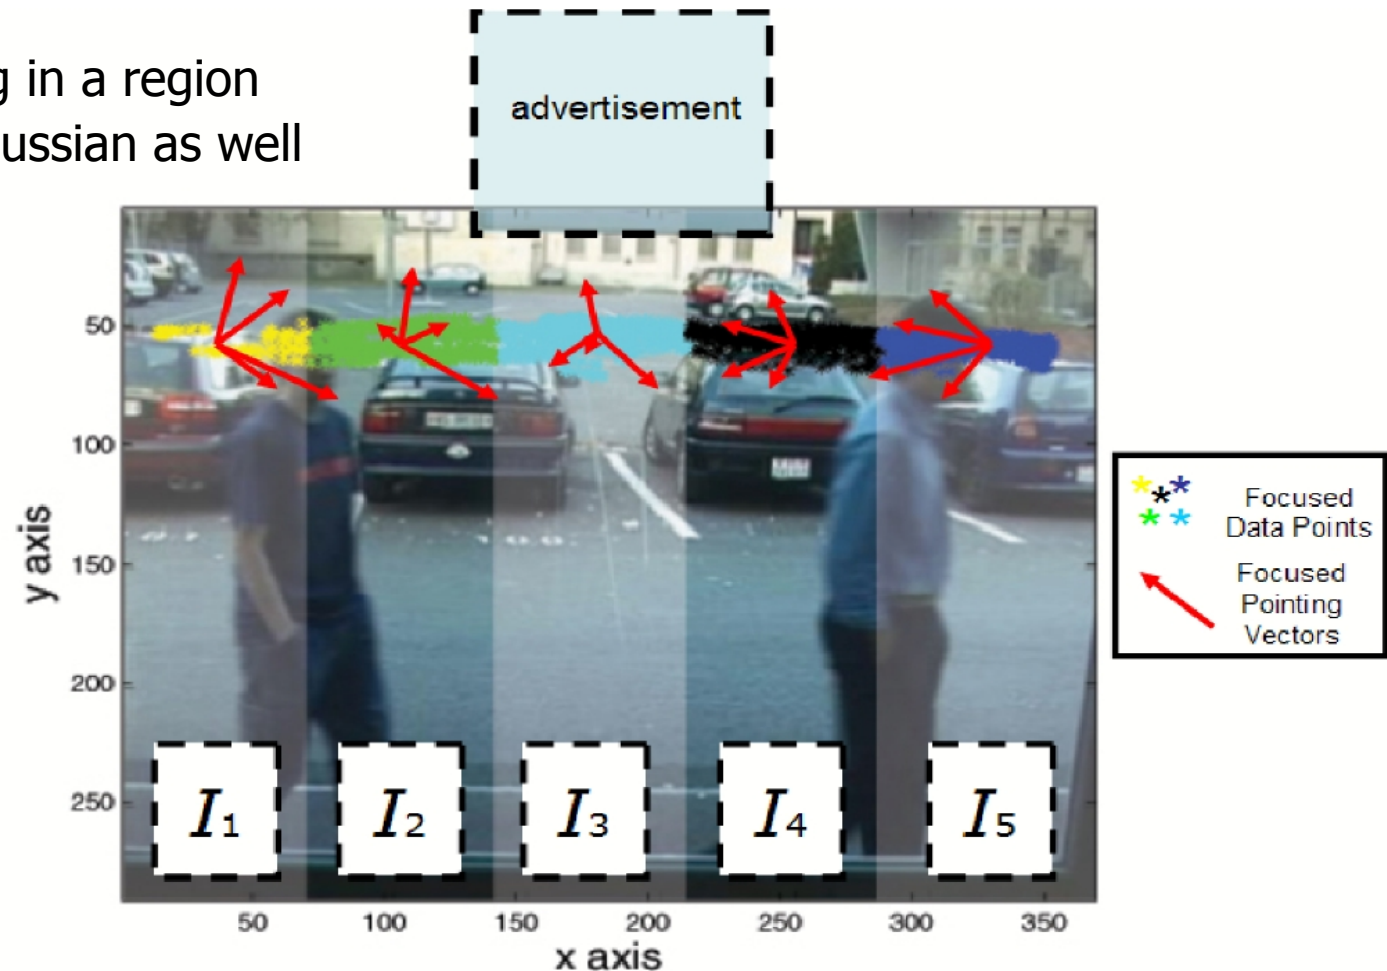 g in a region
ussian as well
advertisement
50
100
150
200
250
y axis
I1
I2
I3
I4
I5
50
100
150
200
250
300
350
x axis
Focused
Data Points
Focused
Pointing
Vectors